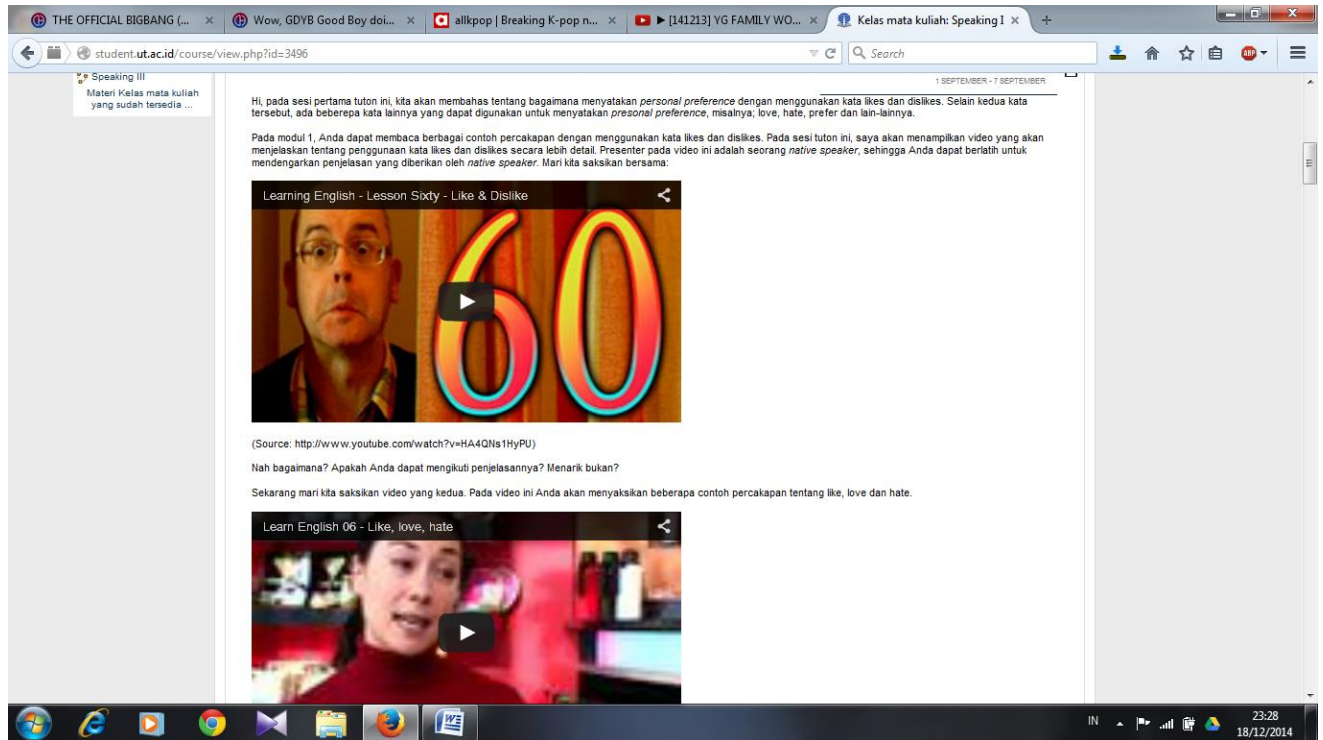 THE OFFICIAL BIGBANG (...
Wow, GDYB Good Boy doi...
allkpop | Breaking K-pop n...
► [141213] YG FAMILY WO...
Kelas mata kuliah: Speaking I
student.ut.ac.id/course/view.php?id=3496
Search
ABP
Speaking III
Materi Kelas mata kuliah
yang sudah tersedia ...
1 SEPTEMBER - 7 SEPTEMBER
Hi, pada sesi pertama tuton ini, kita akan membahas tentang bagaimana menyatakan personal preference dengan menggunakan kata likes dan dislikes. Selain kedua kata
tersebut, ada beberepa kata lainnya yang dapat digunakan untuk menyatakan presonal preference, misalnya; love, hate, prefer dan lain-lainnya.
Pada modul 1, Anda dapat membaca berbagai contoh percakapan dengan menggunakan kata likes dan dislikes. Pada sesi tuton ini, saya akan menampilkan video yang akan
menjelaskan tentang penggunaan kata likes dan dislikes secara lebih detail. Presenter pada video ini adalah seorang native speaker, sehingga Anda dapat berlatih untuk
mendengarkan penjelasan yang diberikan oleh native speaker. Mari kita saksikan bersama:
Learning English - Lesson Sixty - Like & Dislike
60
(Source: http://www.youtube.com/watch?v=HA4QNs1HyPU)
Nah bagaimana? Apakah Anda dapat mengikuti penjelasannya? Menarik bukan?
Sekarang mari kita saksikan video yang kedua. Pada video ini Anda akan menyaksikan beberapa contoh percakapan tentang like, love dan hate.
Learn English 06 - Like, love, hate
IN
23:28
18/12/2014